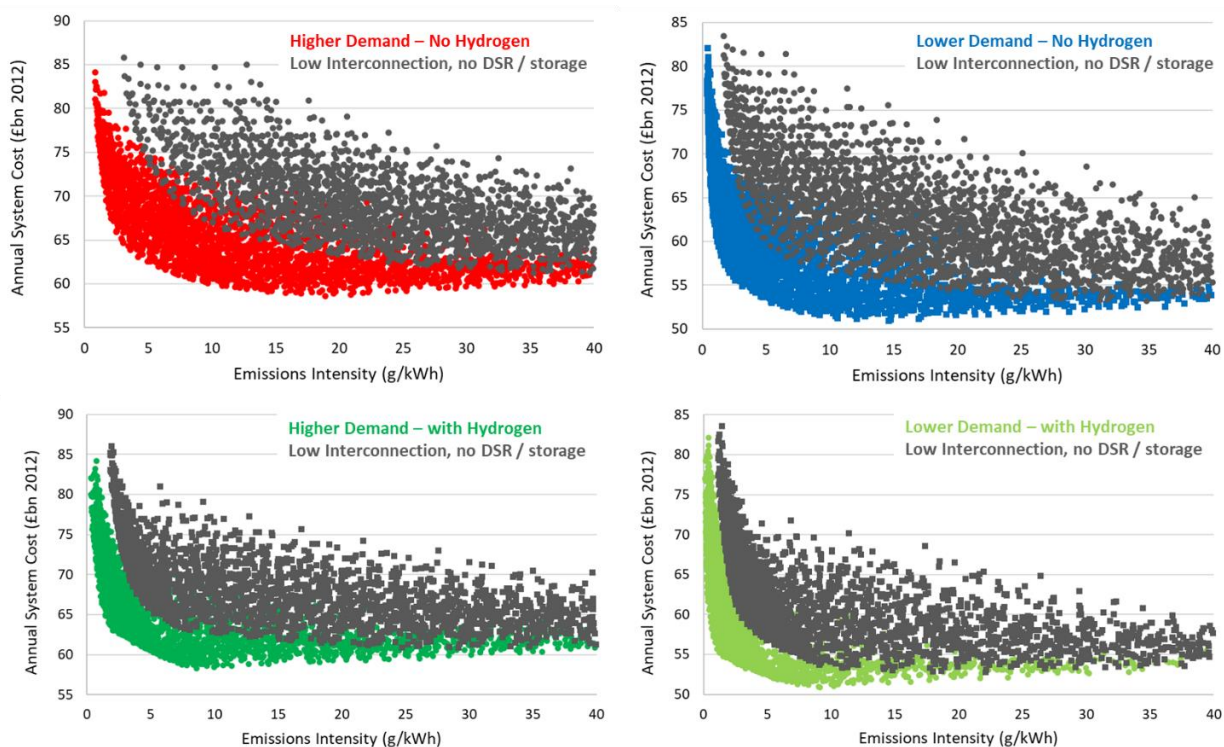 Higher Demand – No Hydrogen
Low Interconnection, no DSR / storage
Annual System Cost (£bn 2012)
90
85
80
75
70
65
60
55
0 5 10 15 20 25 30 35 40
Emissions Intensity (g/kWh)
Lower Demand – No Hydrogen
Low Interconnection, no DSR / storage
Annual System Cost (£bn 2012)
85
80
75
70
65
60
55
50
0 5 10 15 20 25 30 35 40
Emissions Intensity (g/kWh)
Higher Demand – with Hydrogen
Low Interconnection, no DSR / storage
Annual System Cost (£bn 2012)
90
85
80
75
70
65
60
55
0 5 10 15 20 25 30 35 40
Emissions Intensity (g/kWh)
Lower Demand – with Hydrogen
Low Interconnection, no DSR / storage
Annual System Cost (£bn 2012)
85
80
75
70
65
60
55
50
0 5 10 15 20 25 30 35 40
Emissions Intensity (g/kWh)